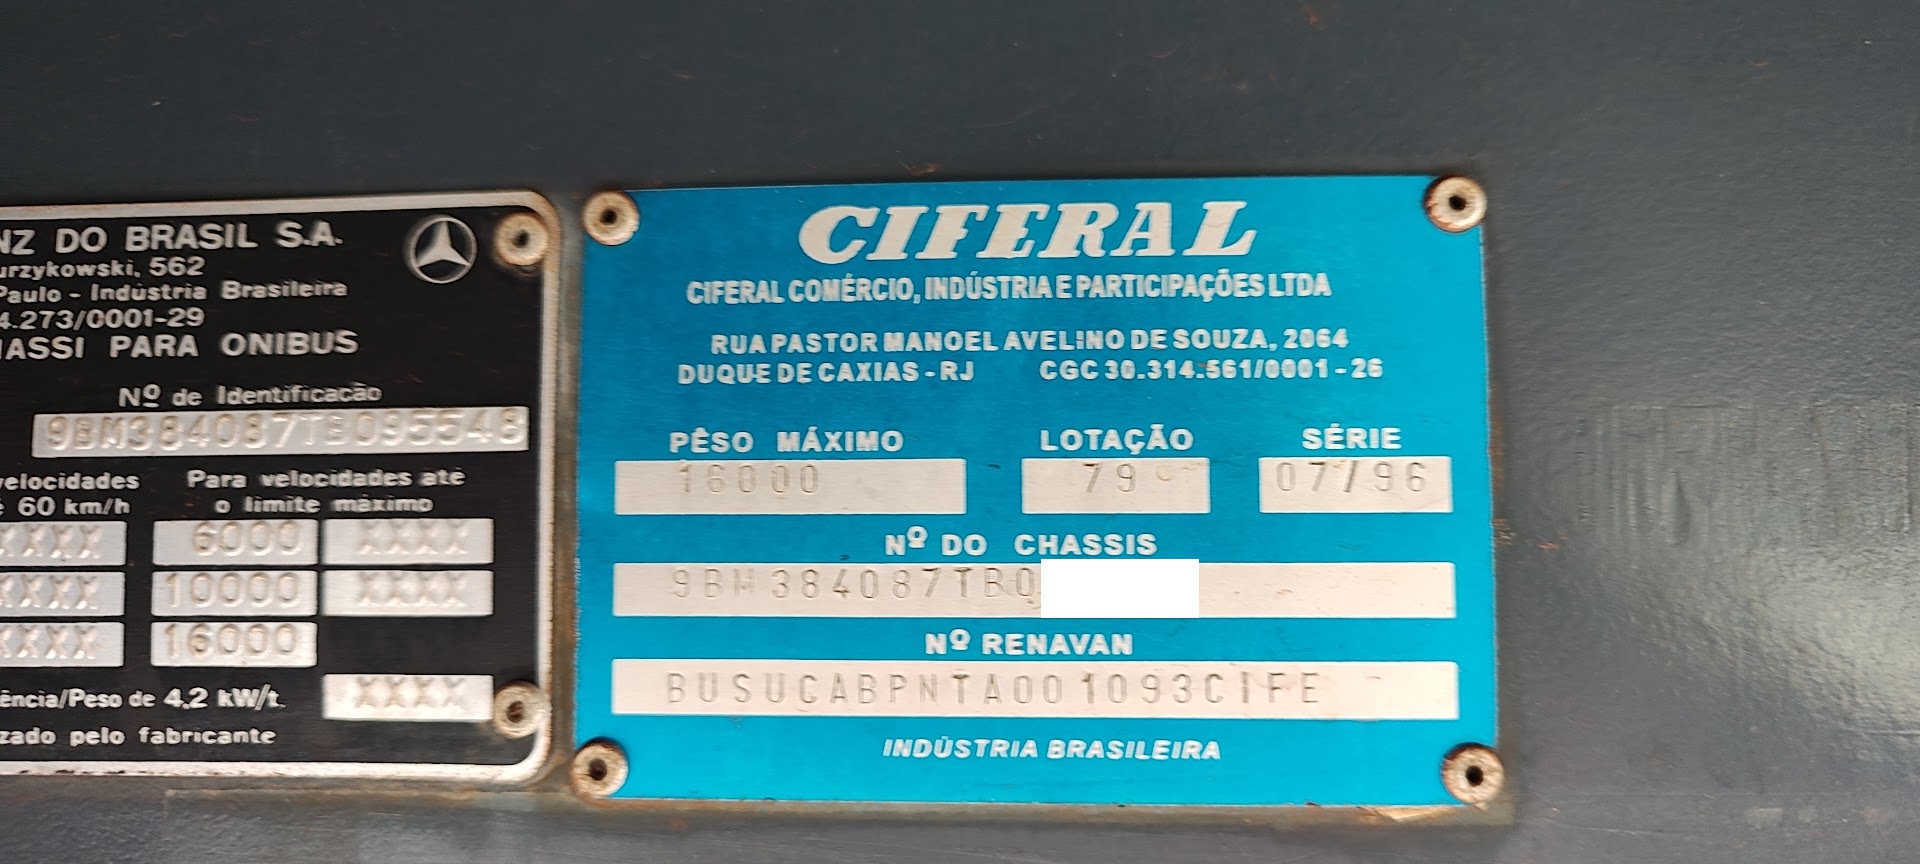 NZ DO BRASIL S.A.
urzykowski, 562
Paulo - Indústria Brasileira
4.273/0001-29
HASSI PARA ONIBUS
Nº de Identificação
9BM384087TB095548
velocidades
60 km/h
Para velocidades até
o limite máximo
XXXX 6000 XXXX
XXXX 10000 XXXX
XXXX 16000
ência/Peso de 4,2 kW/t. XXXX
zado pelo fabricante
CIFERAL
CIFERAL COMÉRCIO, INDÚSTRIA E PARTICIPAÇÕES LTDA
RUA PASTOR MANOEL AVELINO DE SOUZA, 2064
DUQUE DE CAXIAS - RJ CGC 30.314.561/0001-26
PÊSO MÁXIMO LOTAÇÃO SÉRIE
16000 79 07/96
Nº DO CHASSIS
9BM384087TB0
Nº RENAVAN
BUSUCABPNTA001093CIFE
INDÚSTRIA BRASILEIRA